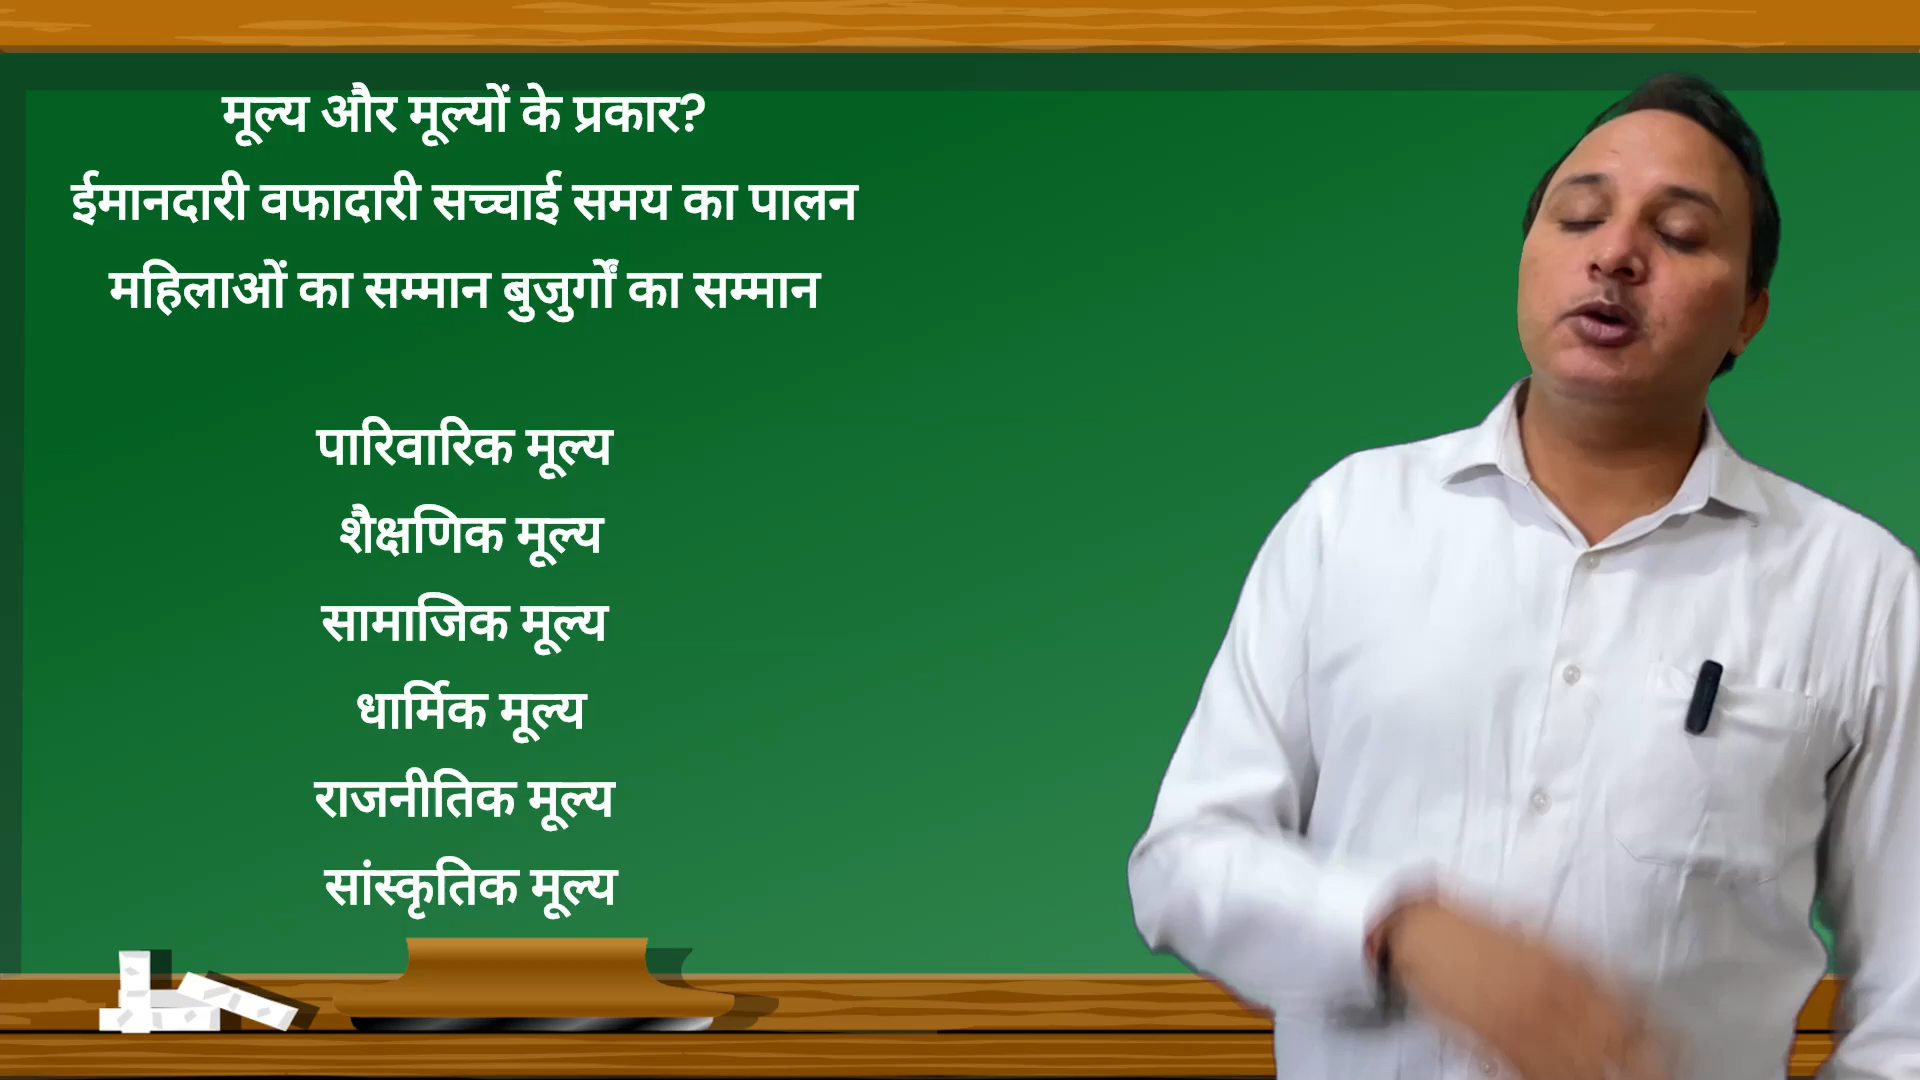 मूल्य और मूल्यों के प्रकार?
ईमानदारी वफादारी सच्चाई समय का पालन
महिलाओं का सम्मान बुजुर्गों का सम्मान
पारिवारिक मूल्य
शैक्षणिक मूल्य
सामाजिक मूल्य
धार्मिक मूल्य
राजनीतिक मूल्य
सांस्कृतिक मूल्य